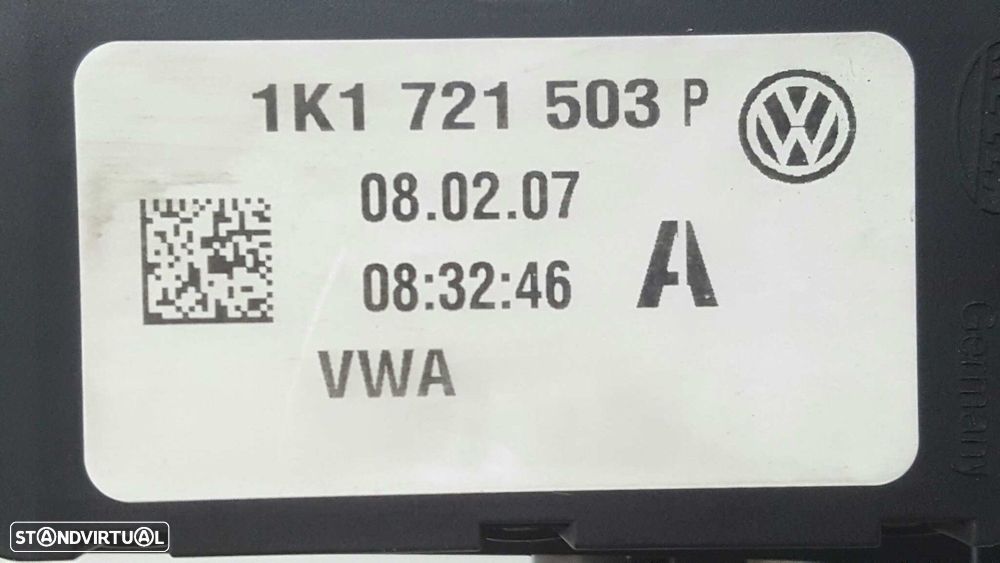 1K1 721 503 P
08.02.07
08:32:46
A
VWA
Germany
STANDVIRTUAL